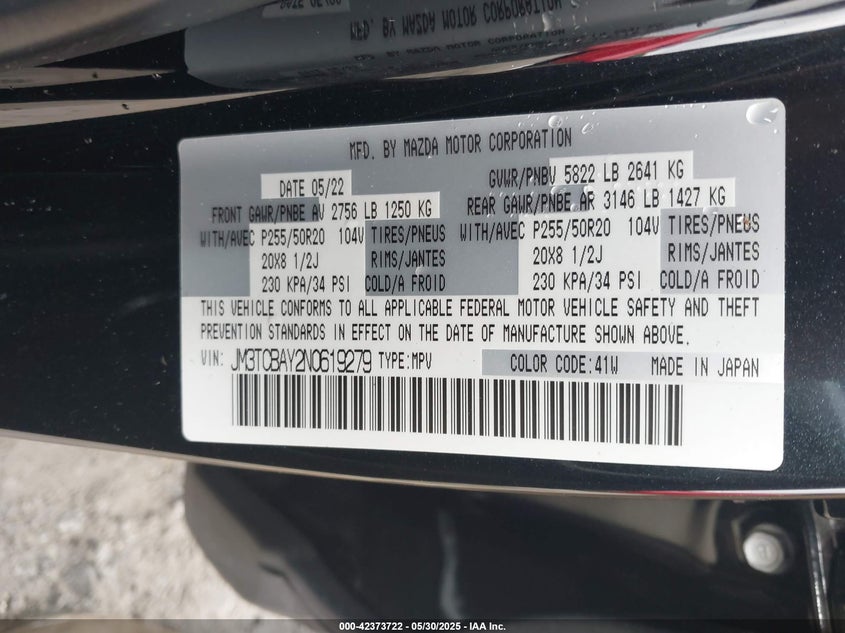 MFD. BY MAZDA MOTOR CORPORATION
MFD. BY MAZDA MOTOR CORPORATION
DATE 05/22 GVWR/PNBV 5822 LB 2641 KG
FRONT GAWR/PNBE AV 2756 LB 1250 KG REAR GAWR/PNBE AR 3146 LB 1427 KG
WITH/AVEC P255/50R20 104V TIRES/PNEUS WITH/AVEC P255/50R20 104V TIRES/PNEUS
20X8 1/2J RIMS/JANTES 20X8 1/2J RIMS/JANTES
230 KPA/34 PSI COLD/A FROID 230 KPA/34 PSI COLD/A FROID
THIS VEHICLE CONFORMS TO ALL APPLICABLE FEDERAL MOTOR VEHICLE SAFETY AND THEFT
PREVENTION STANDARDS IN EFFECT ON THE DATE OF MANUFACTURE SHOWN ABOVE.
VIN: JM3TCBAY2N0619279 TYPE:MPV COLOR CODE:41W MADE IN JAPAN
000-42373722 - 05/30/2025 - IAA Inc.